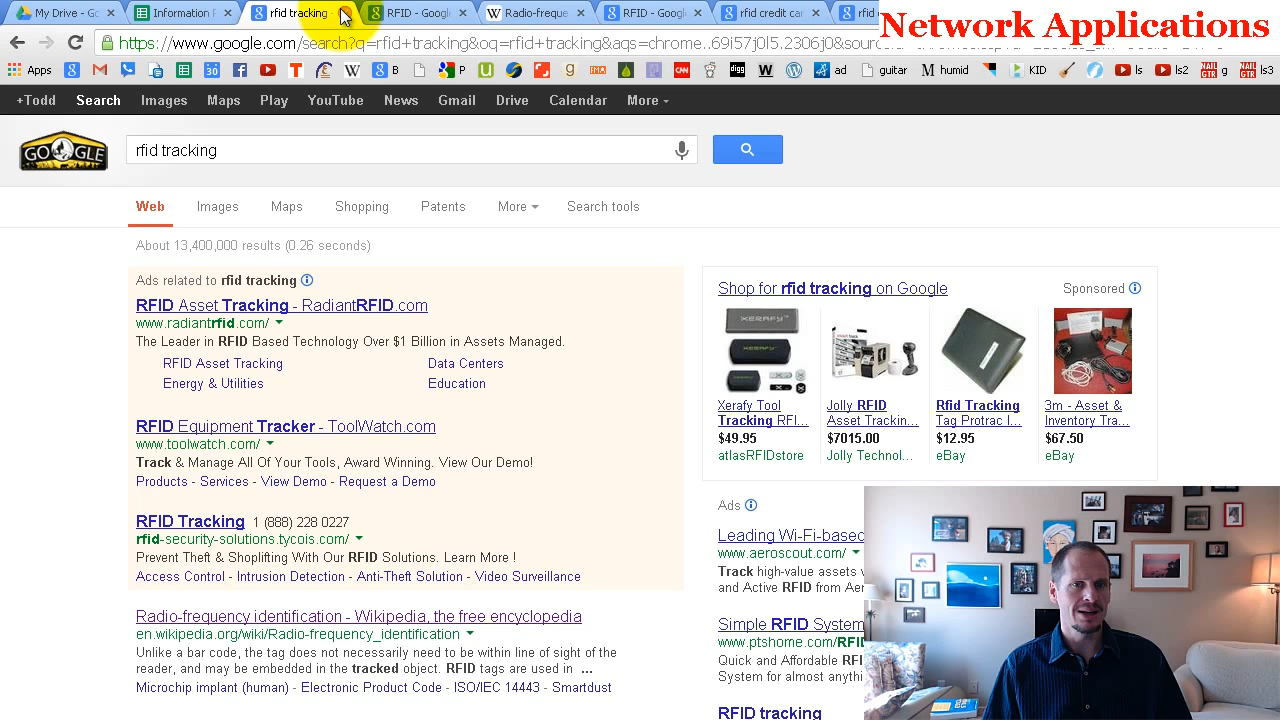 My Drive - Go
Information F
rfid tracking -
RFID - Googl
Radio-freque
RFID - Googl
rfid credit car
rfid
Network Applications
https://www.google.com/search?q=rfid+tracking&oq=rfid+tracking&aqs=chrome..69i57j0l5.2306j0&sour
Apps
30
CNN
digg
W
ad
guitar
M humid
KID
ls
ls2
NAIL GTR g
NAIL GTR ls3
+Todd Search Images Maps Play YouTube News Gmail Drive Calendar More
GOOGLE
rfid tracking
Web Images Maps Shopping Patents More Search tools
About 13,400,000 results (0.26 seconds)
Ads related to rfid tracking
RFID Asset Tracking - RadiantRFID.com
www.radiantrfid.com/
The Leader in RFID Based Technology Over 1 Billion in Assets Managed.
RFID Asset Tracking Data Centers
Energy & Utilities Education
RFID Equipment Tracker - ToolWatch.com
www.toolwatch.com/
Track & Manage All Of Your Tools, Award Winning. View Our Demo!
Products - Services - View Demo - Request a Demo
RFID Tracking 1 (888) 228 0227
rfid-security-solutions.tyco.com/
Prevent Theft & Shoplifting With Our RFID Solutions. Learn More !
Access Control - Intrusion Detection - Anti-Theft Solution - Video Surveillance
Radio-frequency identification - Wikipedia, the free encyclopedia
en.wikipedia.org/wiki/Radio-frequency_identification
Unlike a bar code, the tag does not necessarily need to be within line of sight of the
reader, and may be embedded in the tracked object. RFID tags are used in ...
Microchip implant (human) - Electronic Product Code - ISO/IEC 14443 - Smartdust
Shop for rfid tracking on Google
Sponsored
XERAFY
Xerafy Tool
Tracking RFI...
$49.95
atlasRFIDstore
Jolly RFID
Asset Trackin...
$7015.00
Jolly Technol...
Rfid Tracking
Tag Protrac I...
$12.95
eBay
3m - Asset &
Inventory Tra...
$67.50
eBay
Ads
Leading Wi-Fi-based
www.aeroscout.com/
Track high-value assets
and Active RFID from Aer
Simple RFID System
www.ptshome.com/RFID
Quick and Affordable RFI
System for almost anythi
RFID tracking